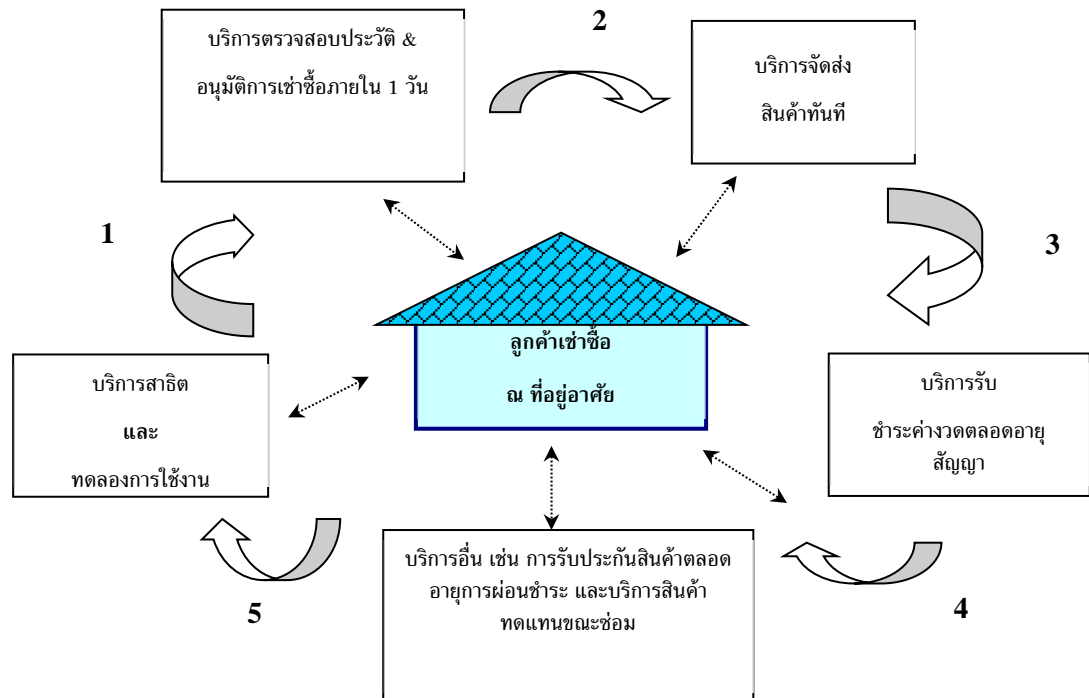 2
บริการตรวจสอบประวัติ &
อนุมัติการเช่าซื้อภายใน 1 วัน
บริการจัดส่ง
สินค้าทันที
1
3
ลูกค้าเช่าซื้อ
ณ ที่อยู่อาศัย
บริการสาธิต
และ
ทดลองการใช้งาน
บริการรับ
ชำระค่างวดตลอดอายุ
สัญญา
บริการอื่น เช่น การรับประกันสินค้าตลอด
อายุการผ่อนชำระ และบริการสินค้า
ทดแทนขณะซ่อม
5
4